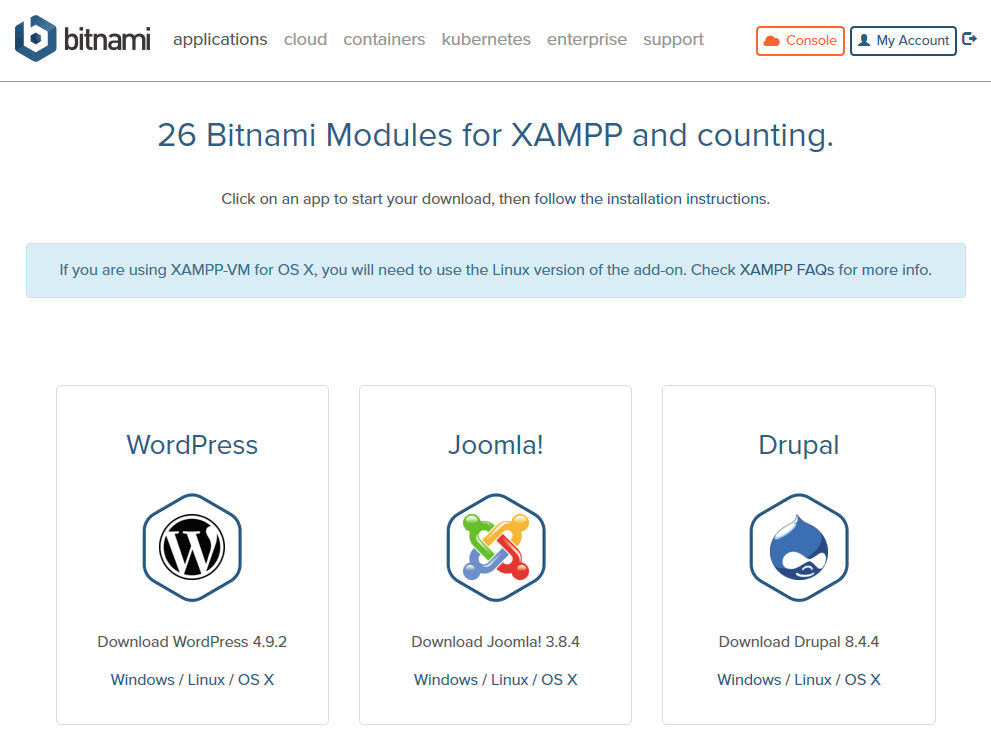 bitnami applications cloud containers kubernetes enterprise support Console My Account
26 Bitnami Modules for XAMPP and counting.
Click on an app to start your download, then follow the installation instructions.
If you are using XAMPP-VM for OS X, you will need to use the Linux version of the add-on. Check XAMPP FAQs for more info.
WordPress
Download WordPress 4.9.2
Windows / Linux / OS X
Joomla!
Download Joomla! 3.8.4
Windows / Linux / OS X
Drupal
Download Drupal 8.4.4
Windows / Linux / OS X